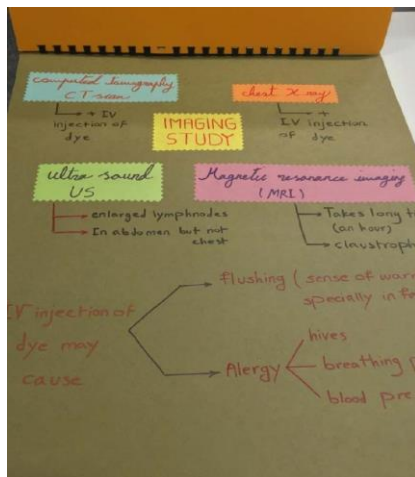 computed tomography
CT scan
+ IV
injection of
dye
chest X ray
+
IV injection
of dye
IMAGING
STUDY
ultra sound
US
enlarged lymphnodes
In abdomen but not
chest
Magnetic resonance imaging
(MRI)
Takes long t
(an hour)
claustroph
IV injection of
dye may
cause
flushing (sense of war
specially in f
Alergy
hives
breathing
blood pre